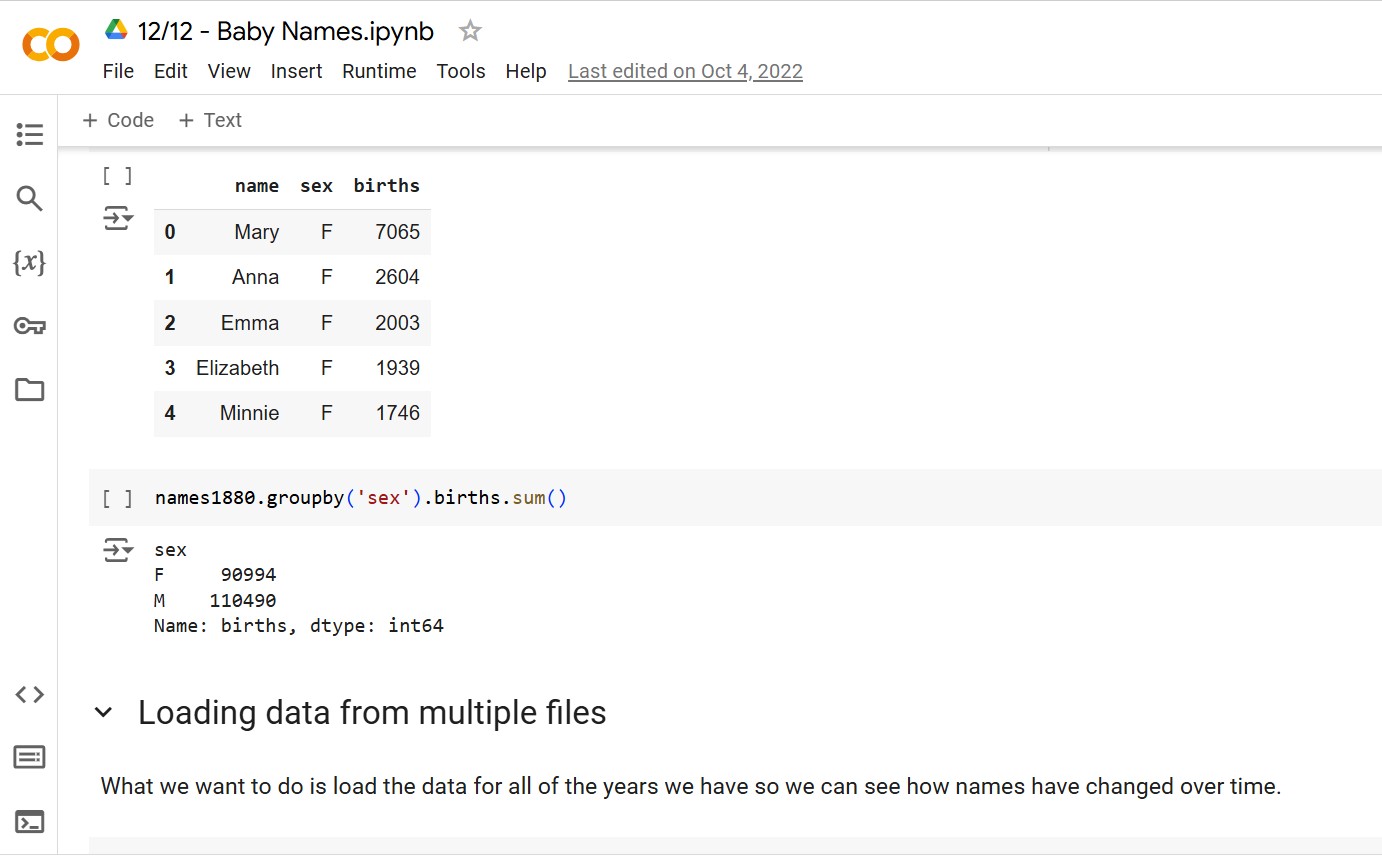 12/12 - Baby Names.ipynb
File Edit View Insert Runtime Tools Help Last edited on Oct 4, 2022
+ Code + Text
[ ]
name sex births
0 Mary F 7065
1 Anna F 2604
2 Emma F 2003
3 Elizabeth F 1939
4 Minnie F 1746
[ ] names1880.groupby('sex').births.sum()
sex
F 90994
M 110490
Name: births, dtype: int64
Loading data from multiple files
What we want to do is load the data for all of the years we have so we can see how names have changed over time.